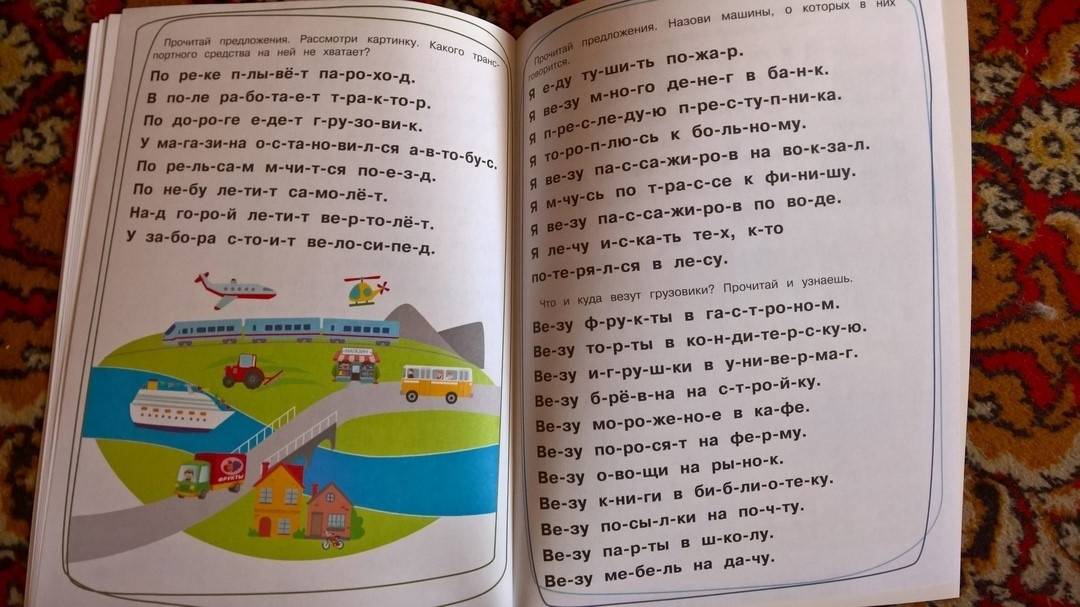 Прочитай предложения. Рассмотри картинку. Какого транс-
портного средства на ней не хватает?
По ре-ке п-лы-вё-т па-ро-хо-д.
В по-ле ра-бо-та-е-т т-ра-к-то-р.
По до-ро-ге е-де-т г-ру-зо-ви-к.
У ма-га-зи-на о-с-та-но-ви-л-ся а-в-то-бу-с.
По ре-ль-са-м м-чи-т-ся по-е-з-д.
По не-бу ле-ти-т са-мо-лё-т.
На-д го-ро-й ле-ти-т ве-р-то-лё-т.
У за-бо-ра с-то-и-т ве-ло-си-пе-д.
МАГАЗИН
ФРУКТЫ
Прочитай предложения. Назови машины, о которых в них
говорится.
Я е-ду ту-ши-ть по-жа-р.
Я ве-зу м-но-го де-не-г в ба-н-к.
Я п-ре-с-ле-ду-ю п-ре-с-ту-п-ни-ка.
Я то-ро-п-лю-сь к бо-ль-но-му.
Я ве-зу па-с-са-жи-ро-в на во-к-за-л.
Я м-чу-сь по т-ра-с-се к фи-ни-шу.
Я ве-зу па-с-са-жи-ро-в по во-де.
Я ле-чу и-с-ка-ть те-х, к-то
по-те-ря-л-ся в ле-су.
Что и куда везут грузовики? Прочитай и узнаешь.
Ве-зу ф-ру-к-ты в га-с-т-ро-но-м.
Ве-зу то-р-ты в ко-н-ди-те-р-с-ку-ю.
Ве-зу и-г-ру-ш-ки в у-ни-ве-р-ма-г.
Ве-зу б-рё-в-на на с-т-ро-й-ку.
Ве-зу мо-ро-же-но-е в ка-фе.
Ве-зу по-ро-ся-т на фе-р-му.
Ве-зу о-во-щи на ры-но-к.
Ве-зу к-ни-ги в би-б-ли-о-те-ку.
Ве-зу по-сы-л-ки на по-ч-ту.
Ве-зу па-р-ты в ш-ко-лу.
Ве-зу ме-бе-ль на да-чу.